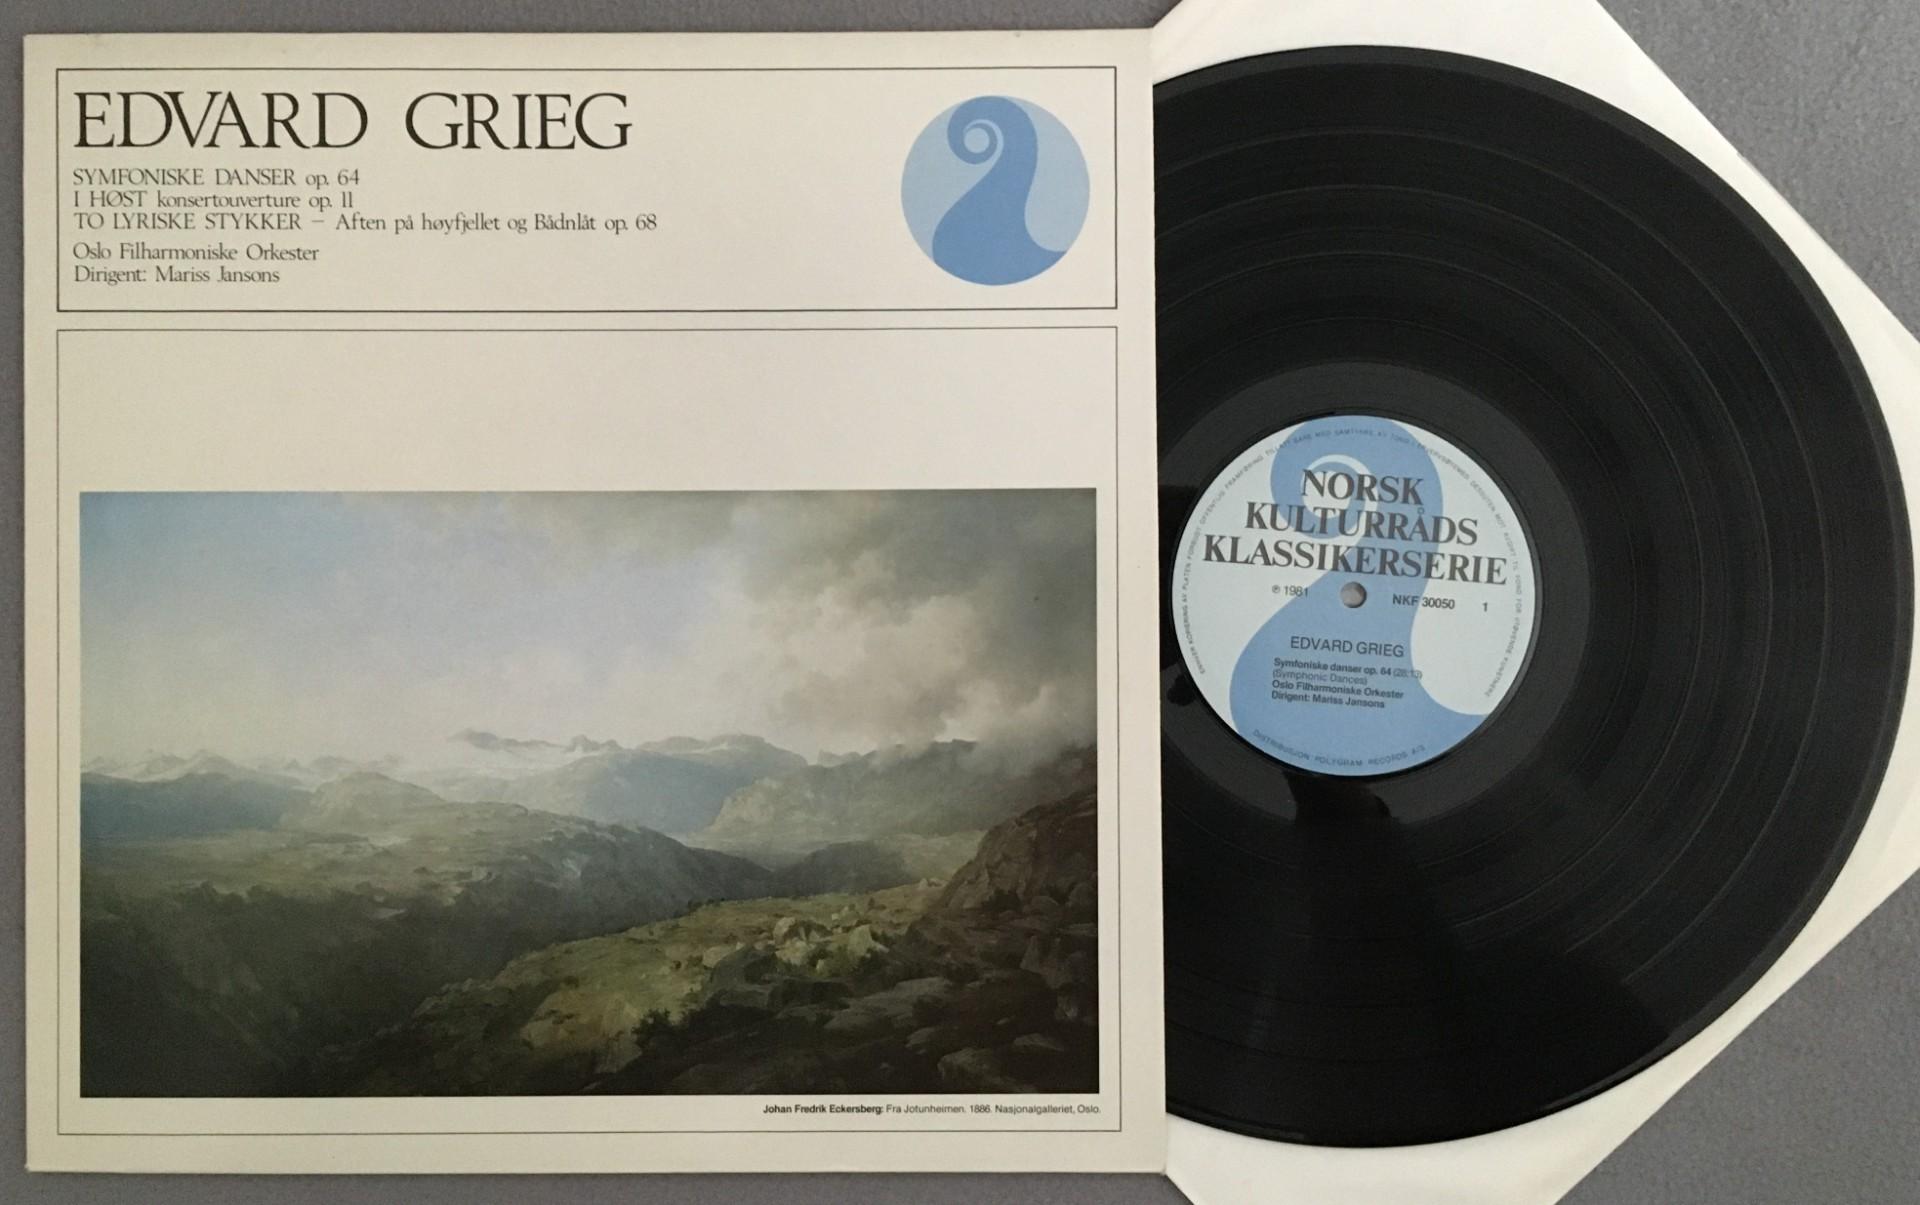 EDVARD GRIEG
SYMFONISKE DANSER op. 64
I HØST konsertouverture op. 11
TO LYRISKE STYKKER – Aften på høyfjellet og Bådnlåt op. 68
Oslo Filharmoniske Orkester
Dirigent: Mariss Jansons
Johan Fredrik Eckersberg: Fra Jotunheimen. 1886. Nasjonalgalleriet, Oslo.
NORSK
KULTURRÅDS
KLASSIKERSERIE
℗ 1981 NKF 30050 1
EDVARD GRIEG
Symfoniske danser op. 64 (28:13)
(Symphonic Dances)
Oslo Filharmoniske Orkester
Dirigent: Mariss Jansons
DISTRIBUSJON POLYGRAM RECORDS A/S